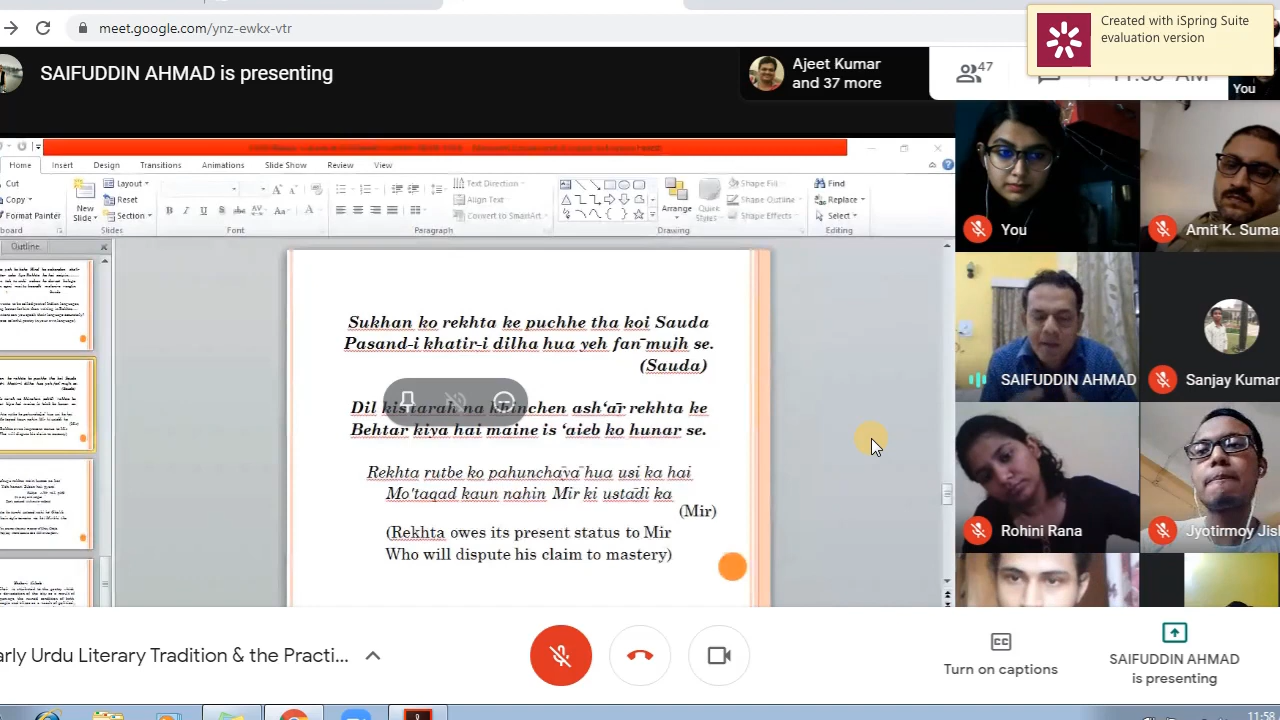 meet.google.com/ynz-ewkx-vtr
Created with iSpring Suite
evaluation version
SAIFUDDIN AHMAD is presenting
Ajeet Kumar
and 37 more
47
AM
You
Home Insert Design Transitions Animations Slide Show Review View
Cut
Copy
Format Painter
New
Slide
Layout
Reset
Section
Text Direction
Align Text
Convert to SmartArt
Arrange
Quick
Styles
Shape Fill
Shape Outline
Shape Effects
Find
Replace
Select
Slides Font Paragraph Drawing Editing
Outline
Sukhan ko rekhta ke puchhe tha koi Sauda
Pasand-i khatir-i dilha hua yeh fan mujh se.
(Sauda)
Dil kistarah na khinchen ash‘ār rekhta ke
Behtar kiya hai maine is ‘aieb ko hunar se.
Rekhta rutbe ko pahunchāyā hua usi ka hai
Mo'taqad kaun nahin Mir ki ustādi ka
(Mir)
(Rekhta owes its present status to Mir
Who will dispute his claim to mastery)
You
Amit K. Suma
SAIFUDDIN AHMAD
Sanjay Kumar
Rohini Rana
Jyotirmoy Jis
arly Urdu Literary Tradition & the Practi...
Turn on captions
SAIFUDDIN AHMAD
is presenting
11:58